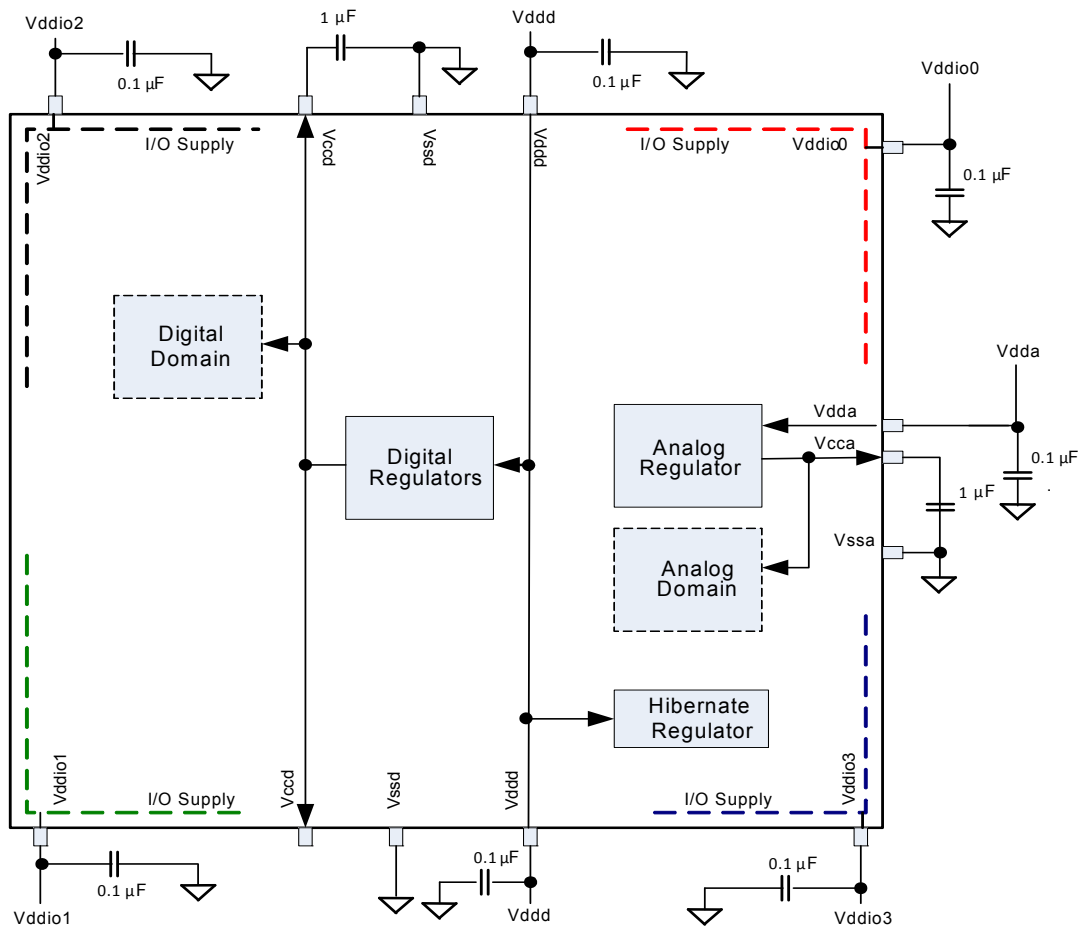 Vddio2
1 µF
Vddd
0.1 µF
0.1 µF
Vddio0
0.1 µF
Vddio2
I/O Supply
Vccd
Vssd
Vddd
I/O Supply
Vddio0
Digital
Domain
Vdda
Vdda
Analog
Regulator
Vcca
Digital
Regulators
0.1 µF
1 µF
.
Vssa
Analog
Domain
Hibernate
Regulator
Vddio1
I/O Supply
Vccd
Vssd
Vddd
I/O Supply
Vddio3
0.1 µF
0.1 µF
0.1 µF
Vddio1
Vddd
Vddio3